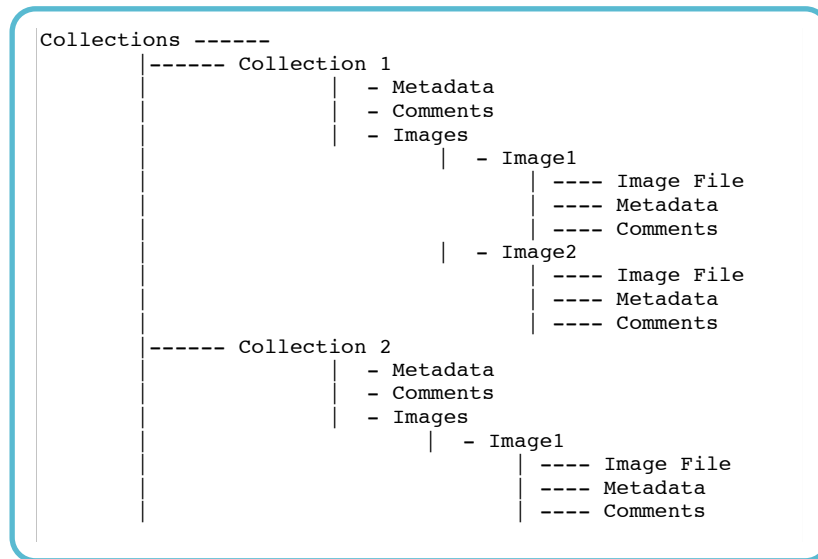 Collections ------
|------ Collection 1
| | - Metadata
| | - Comments
| | - Images
| | - Image1
| | ---- Image File
| | ---- Metadata
| | ---- Comments
| | - Image2
| | ---- Image File
| | ---- Metadata
| | ---- Comments
|------ Collection 2
| | - Metadata
| | - Comments
| | - Images
| | - Image1
| | ---- Image File
| | ---- Metadata
| | ---- Comments